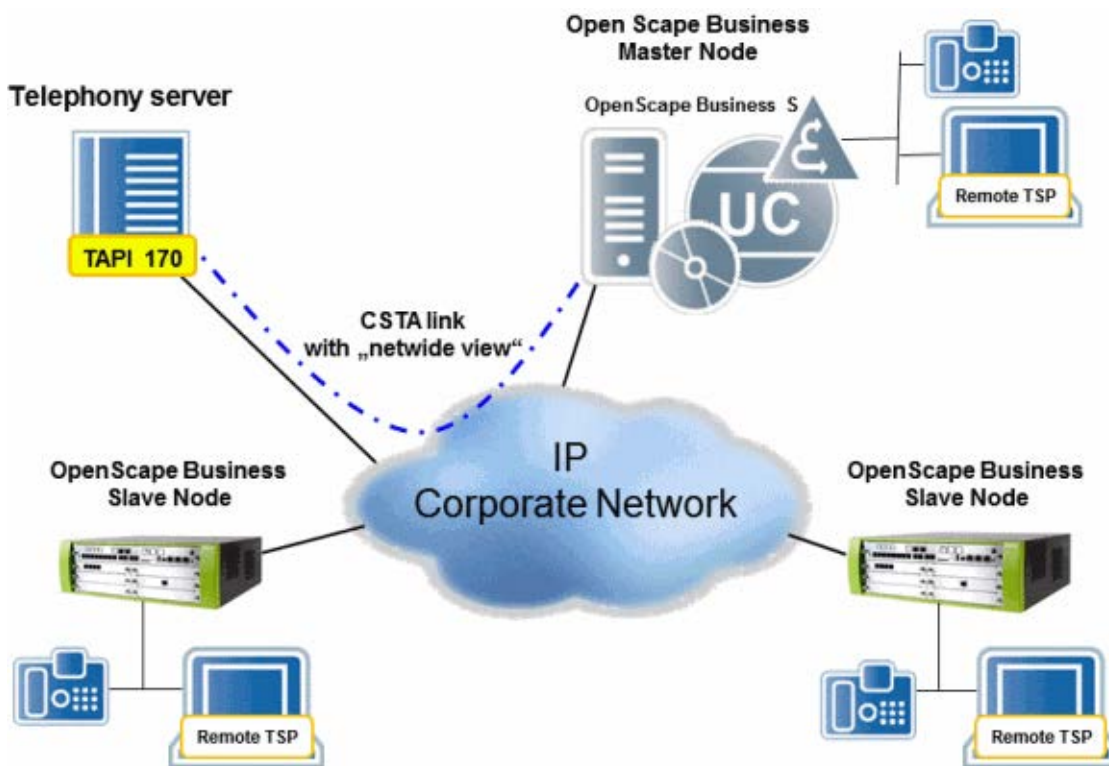 Open Scape Business
Master Node
Telephony server
OpenScape Business S
UC
Remote TSP
TAPI 170
CSTA link
with „netwide view“
IP
Corporate Network
OpenScape Business
Slave Node
Remote TSP
OpenScape Business
Slave Node
Remote TSP